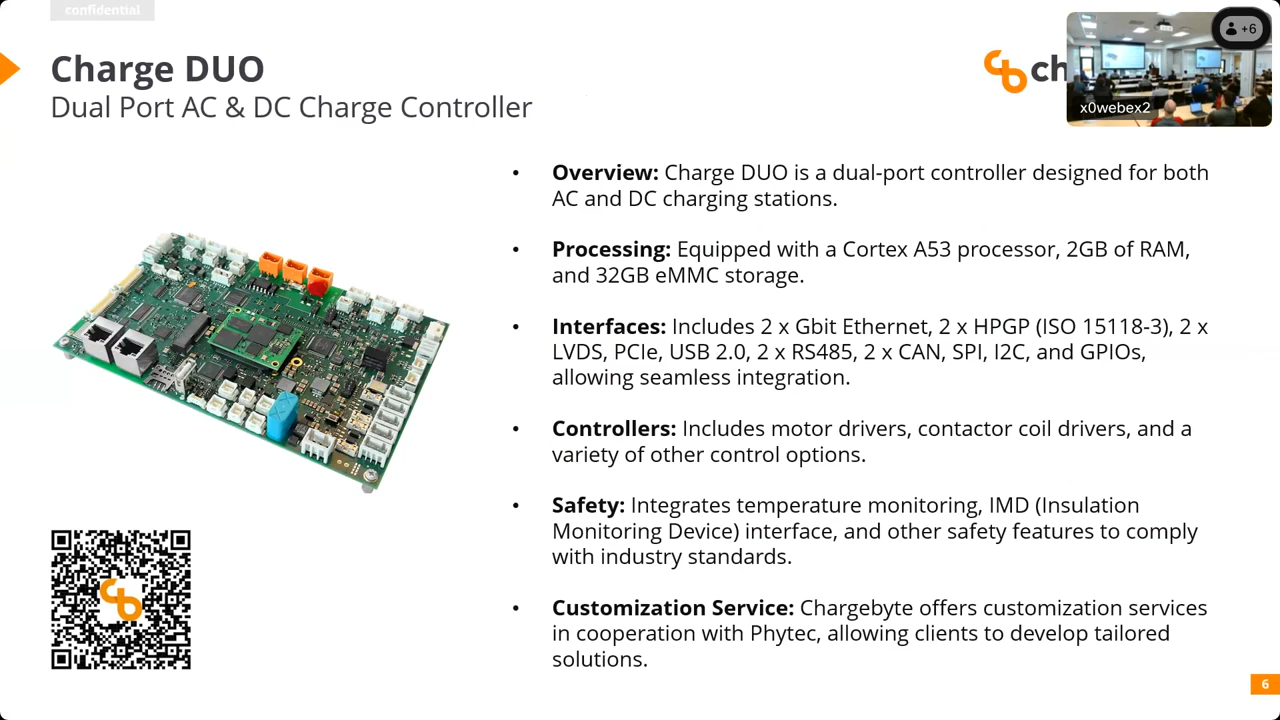 confidential
Charge DUO
Dual Port AC & DC Charge Controller
ch
+6
x0webex2
• Overview: Charge DUO is a dual-port controller designed for both
AC and DC charging stations.
• Processing: Equipped with a Cortex A53 processor, 2GB of RAM,
and 32GB eMMC storage.
• Interfaces: Includes 2 x Gbit Ethernet, 2 x HPGP (ISO 15118-3), 2 x
LVDS, PCIe, USB 2.0, 2 x RS485, 2 x CAN, SPI, I2C, and GPIOs,
allowing seamless integration.
• Controllers: Includes motor drivers, contactor coil drivers, and a
variety of other control options.
• Safety: Integrates temperature monitoring, IMD (Insulation
Monitoring Device) interface, and other safety features to comply
with industry standards.
• Customization Service: Chargebyte offers customization services
in cooperation with Phytec, allowing clients to develop tailored
solutions.
6